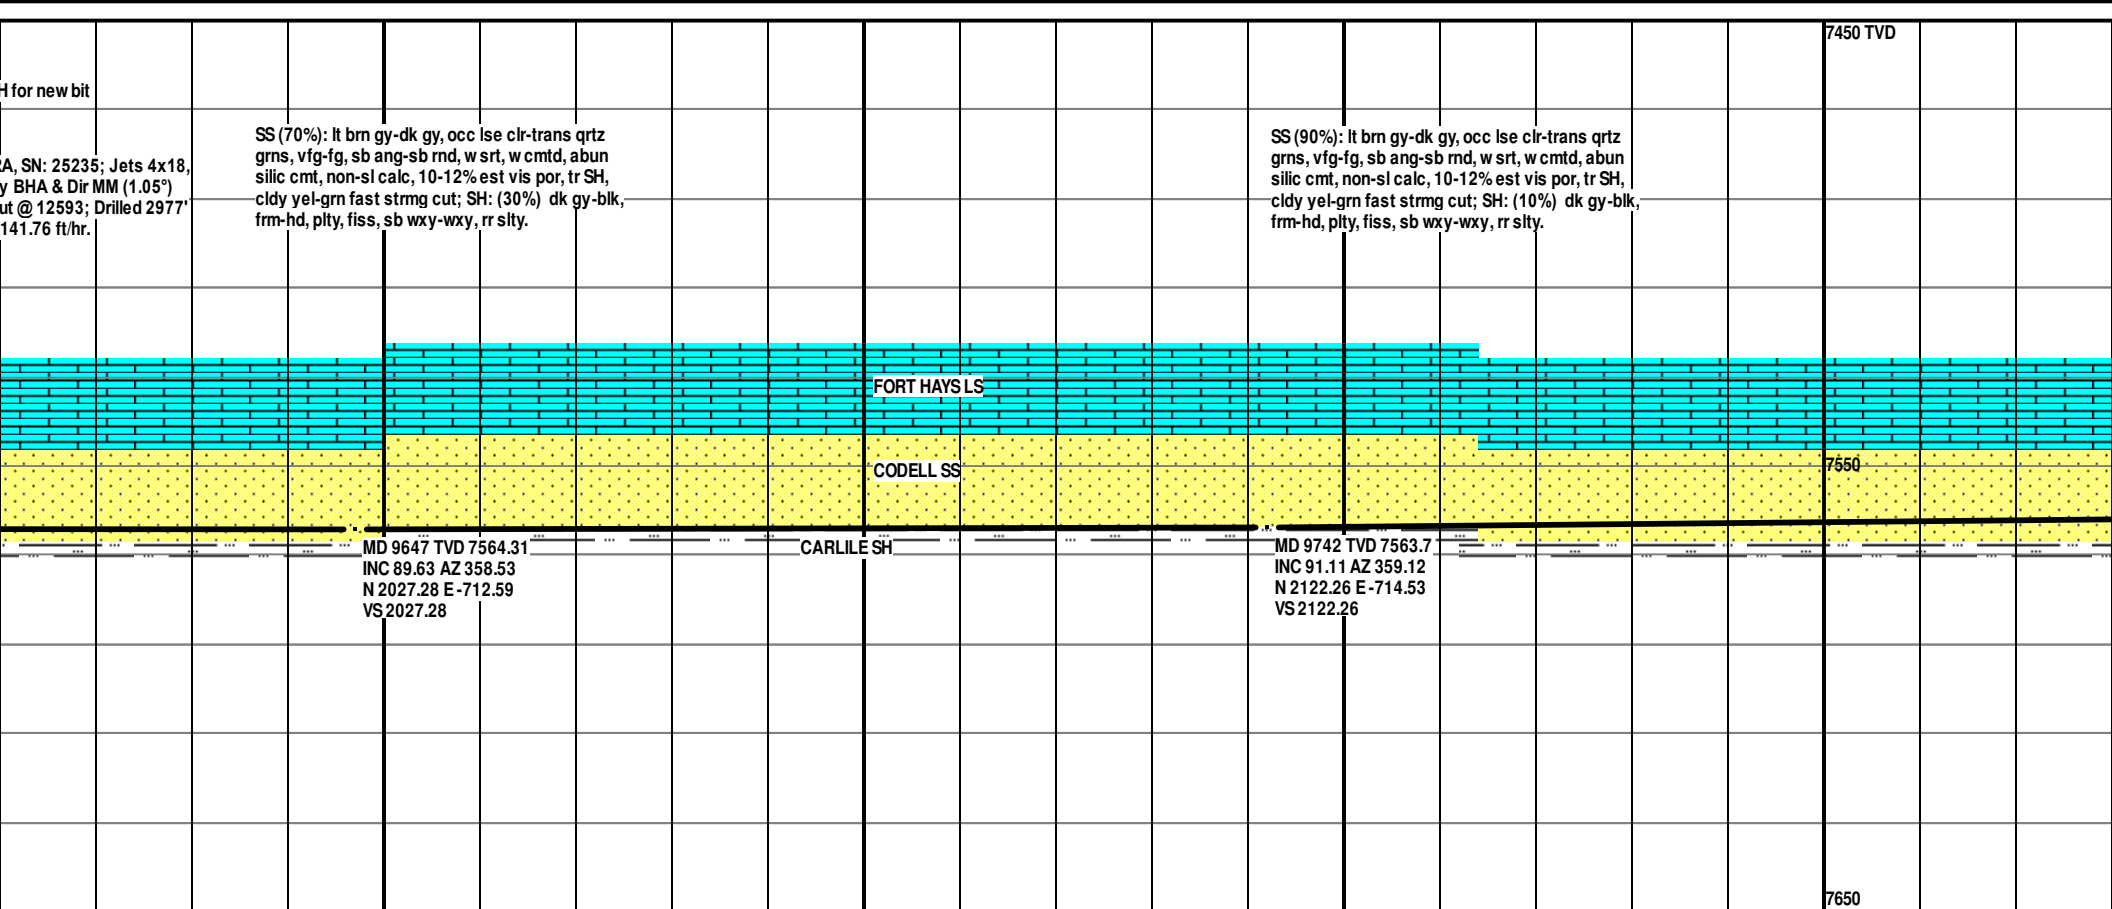 7450 TVD
H for new bit
RA, SN: 25235; Jets 4x18,
y BHA & Dir MM (1.05°)
ut @ 12593; Drilled 2977'
141.76 ft/hr.
SS (70%): lt brn gy-dk gy, occ lse clr-trans qrtz
grns, vfg-fg, sb ang-sb rnd, w srt, w cmtd, abun
silic cmt, non-sl calc, 10-12% est vis por, tr SH,
cldy yel-grn fast strmg cut; SH: (30%) dk gy-blk,
frm-hd, plty, fiss, sb wxy-wxy, rr slty.
SS (90%): lt brn gy-dk gy, occ lse clr-trans qrtz
grns, vfg-fg, sb ang-sb rnd, w srt, w cmtd, abun
silic cmt, non-sl calc, 10-12% est vis por, tr SH,
cldy yel-grn fast strmg cut; SH: (10%) dk gy-blk,
frm-hd, plty, fiss, sb wxy-wxy, rr slty.
FORT HAYS LS
CODELL SS
7550
MD 9647 TVD 7564.31
INC 89.63 AZ 358.53
N 2027.28 E -712.59
VS 2027.28
CARLILE SH
MD 9742 TVD 7563.7
INC 91.11 AZ 359.12
N 2122.26 E -714.53
VS 2122.26
7650